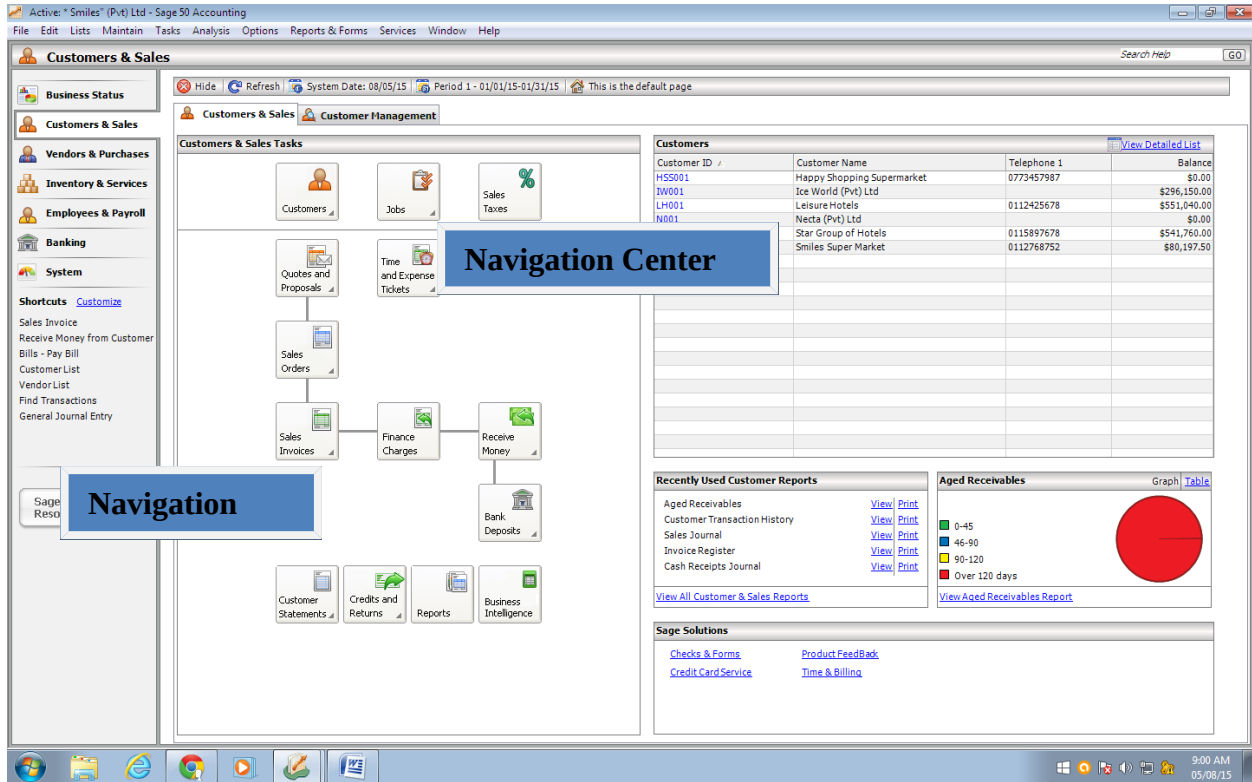 Active: * Smiles" (Pvt) Ltd - Sage 50 Accounting
File Edit Lists Maintain Tasks Analysis Options Reports & Forms Services Window Help
Customers & Sales
Search Help GO
Hide Refresh System Date: 08/05/15 Period 1 - 01/01/15-01/31/15 This is the default page
Business Status
Customers & Sales
Vendors & Purchases
Inventory & Services
Employees & Payroll
Banking
System
Shortcuts Customize
Sales Invoice
Receive Money from Customer
Bills - Pay Bill
Customer List
Vendor List
Find Transactions
General Journal Entry
Sage
Navigation
Customers & Sales Customer Management
Customers & Sales Tasks
Customers
Jobs
Sales
Taxes
Navigation Center
Quotes and
Proposals
Time
and Expense
Tickets
Sales
Orders
Sales
Invoices
Finance
Charges
Receive
Money
Bank
Deposits
Customer
Statements
Credits and
Returns
Reports
Business
Intelligence
Customers View Detailed List
Customer ID Customer Name Telephone 1 Balance
HSS001 Happy Shopping Supermarket 0773457987 $0.00
IW001 Ice World (Pvt) Ltd $296,150.00
LH001 Leisure Hotels 0112425678 $551,040.00
N001 Necta (Pvt) Ltd $0.00
Star Group of Hotels 0115897678 $541,760.00
Smiles Super Market 0112768752 $80,197.50
Recently Used Customer Reports
Aged Receivables View Print
Customer Transaction History View Print
Sales Journal View Print
Invoice Register View Print
Cash Receipts Journal View Print
View All Customer & Sales Reports
Aged Receivables Graph Table
0-45
46-90
90-120
Over 120 days
View Aged Receivables Report
Sage Solutions
Checks & Forms Product FeedBack
Credit Card Service Time & Billing
9:00 AM
05/08/15